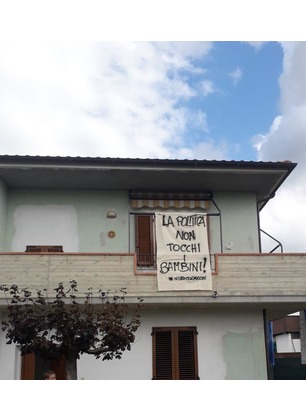 LA POLITICA
NON
TOCCHI
I
BAMBINI!